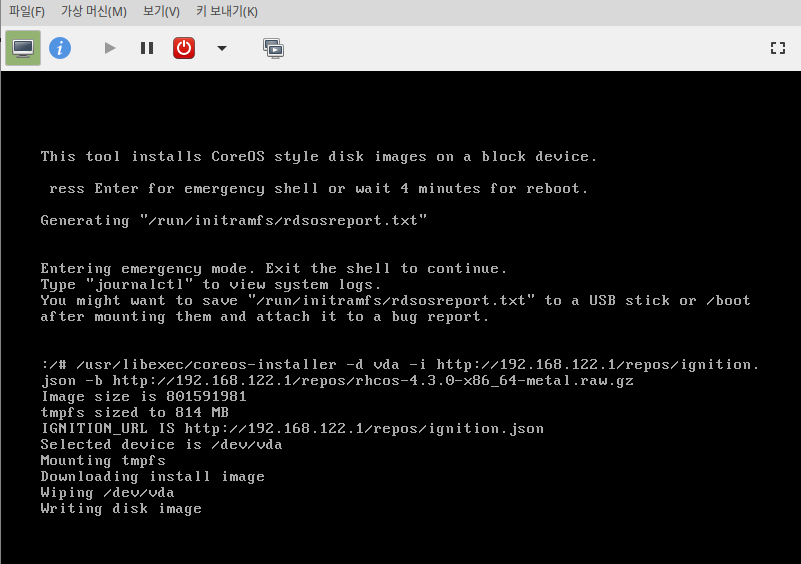 파일(F) 가상 머신(M) 보기(V) 키 보내기(K)
This tool installs CoreOS style disk images on a block device.
ress Enter for emergency shell or wait 4 minutes for reboot.
Generating "/run/initramfs/rdsosreport.txt"
Entering emergency mode. Exit the shell to continue.
Type "journalctl" to view system logs.
You might want to save "/run/initramfs/rdsosreport.txt" to a USB stick or /boot
after mounting them and attach it to a bug report.
:/# /usr/libexec/coreos-installer -d vda -i http://192.168.122.1/repos/ignition.
json -b http://192.168.122.1/repos/rhcos-4.3.0-x86_64-metal.raw.gz
Image size is 801591981
tmpfs sized to 814 MB
IGNITION_URL IS http://192.168.122.1/repos/ignition.json
Selected device is /dev/vda
Mounting tmpfs
Downloading install image
Wiping /dev/vda
Writing disk image